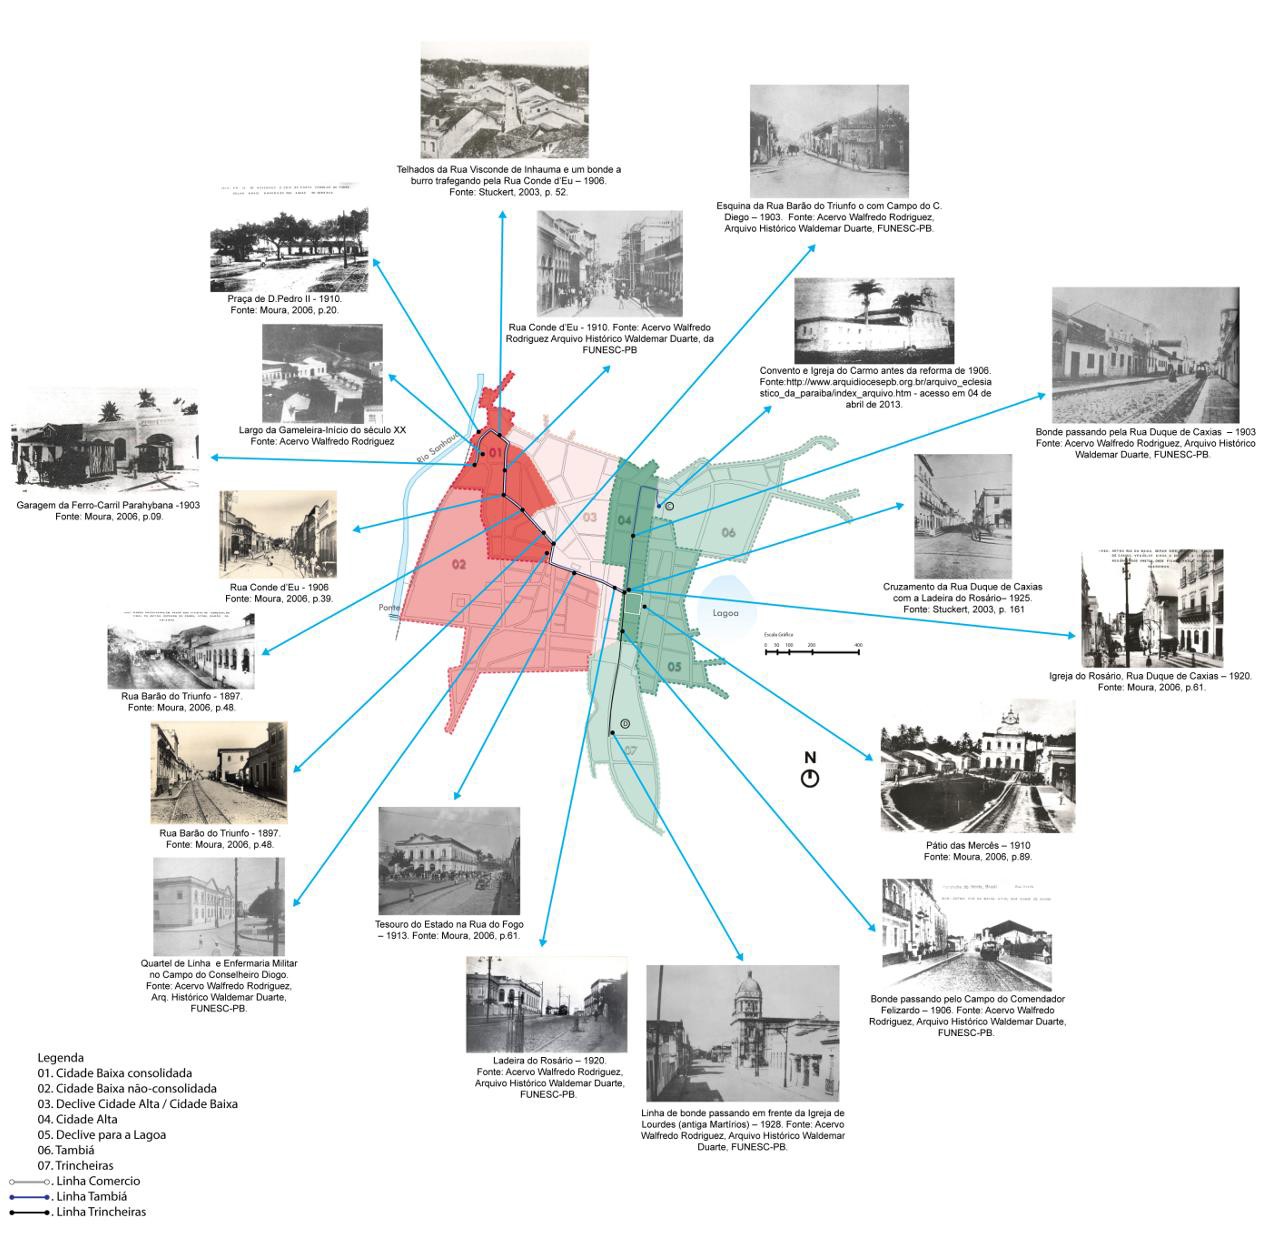 Telhados da Rua Visconde de Inhauma e um bonde a
burro trafegando pela Rua Conde d'Eu – 1906.
Fonte: Stuckert, 2003, p. 52.
Esquina da Rua Barão do Triunfo o com Campo do C.
Diego – 1903. Fonte: Acervo Walfredo Rodriguez,
Arquivo Histórico Waldemar Duarte, FUNESC-PB.
Praça de D.Pedro II - 1910.
Fonte: Moura, 2006, p.20.
Rua Conde d'Eu - 1910. Fonte: Acervo Walfredo
Rodriguez Arquivo Histórico Waldemar Duarte, da
FUNESC-PB
Convento e Igreja do Carmo antes da reforma de 1906.
Fonte:http://www.arquidiocesepb.org.br/arquivo_eclesia
stico_da_paraiba/index_arquivo.htm - acesso em 04 de
abril de 2013.
Largo da Gameleira-Início do século XX
Fonte: Acervo Walfredo Rodriguez
Bonde passando pela Rua Duque de Caxias – 1903
Fonte: Acervo Walfredo Rodriguez, Arquivo Histórico
Waldemar Duarte, FUNESC-PB.
Garagem da Ferro-Carril Parahybana -1903
Fonte: Moura, 2006, p.09.
Rio Sanhauá
01
02
03
04
05
06
07
C
D
Ponte
Lagoa
Escala Gráfica
0 50 100 200 400
N
Rua Conde d'Eu - 1906
Fonte: Moura, 2006, p.39.
Cruzamento da Rua Duque de Caxias
com a Ladeira do Rosário– 1925.
Fonte: Stuckert, 2003, p. 161
Igreja do Rosário, Rua Duque de Caxias – 1920.
Fonte: Moura, 2006, p.61.
Rua Barão do Triunfo - 1897.
Fonte: Moura, 2006, p.48.
Rua Barão do Triunfo - 1897.
Fonte: Moura, 2006, p.48.
Pátio das Mercês – 1910
Fonte: Moura, 2006, p.89.
Tesouro do Estado na Rua do Fogo
– 1913. Fonte: Moura, 2006, p.61.
Quartel de Linha e Enfermaria Militar
no Campo do Conselheiro Diogo.
Fonte: Acervo Walfredo Rodriguez,
Arq. Histórico Waldemar Duarte,
FUNESC-PB.
Bonde passando pelo Campo do Comendador
Felizardo – 1906. Fonte: Acervo Walfredo
Rodriguez, Arquivo Histórico Waldemar Duarte,
FUNESC-PB.
Ladeira do Rosário – 1920.
Fonte: Acervo Walfredo Rodriguez,
Arquivo Histórico Waldemar Duarte,
FUNESC-PB.
Linha de bonde passando em frente da Igreja de
Lourdes (antiga Martírios) – 1928. Fonte: Acervo
Walfredo Rodriguez, Arquivo Histórico Waldemar
Duarte, FUNESC-PB.
Legenda
01. Cidade Baixa consolidada
02. Cidade Baixa não-consolidada
03. Declive Cidade Alta / Cidade Baixa
04. Cidade Alta
05. Declive para a Lagoa
06. Tambiá
07. Trincheiras
. Linha Comercio
. Linha Tambiá
. Linha Trincheiras